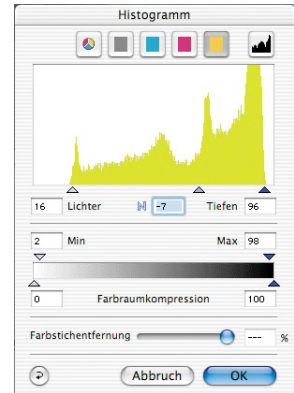 Histogramm
16 Lichter -7 Tiefen 96
2 Min Max 98
0 Farbraumkompression 100
Farbstichentfernung --- %
Abbruch OK